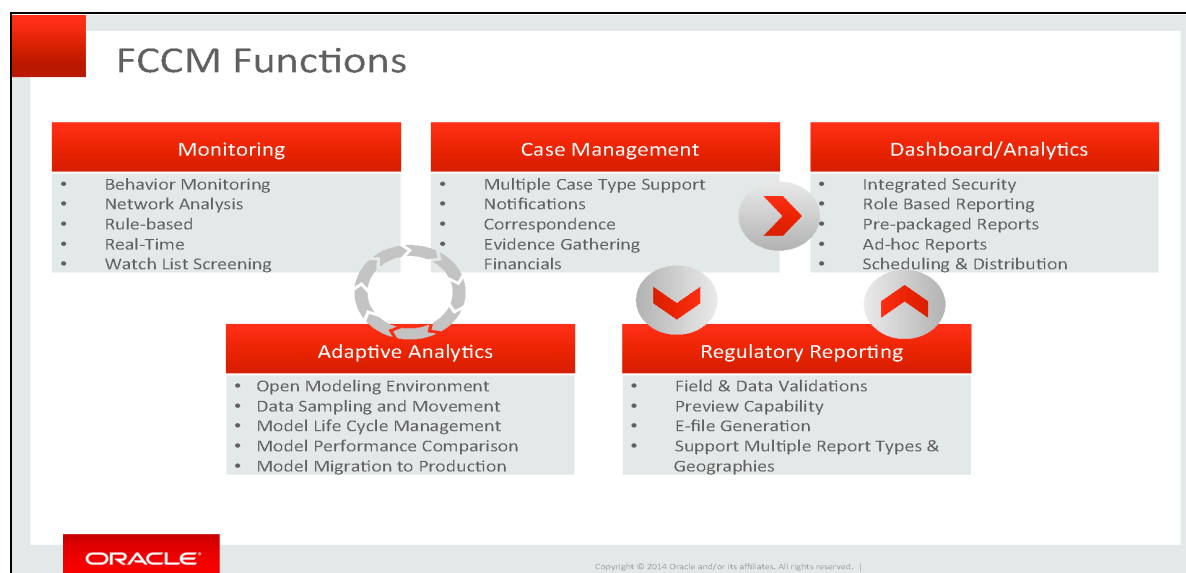 FCCM Functions
Monitoring
• Behavior Monitoring
• Network Analysis
• Rule-based
• Real-Time
• Watch List Screening
Case Management
• Multiple Case Type Support
• Notifications
• Correspondence
• Evidence Gathering
• Financials
Dashboard/Analytics
• Integrated Security
• Role Based Reporting
• Pre-packaged Reports
• Ad-hoc Reports
• Scheduling & Distribution
Adaptive Analytics
• Open Modeling Environment
• Data Sampling and Movement
• Model Life Cycle Management
• Model Performance Comparison
• Model Migration to Production
Regulatory Reporting
• Field & Data Validations
• Preview Capability
• E-file Generation
• Support Multiple Report Types &
Geographies
ORACLE®
Copyright © 2014 Oracle and/or its affiliates. All rights reserved. |